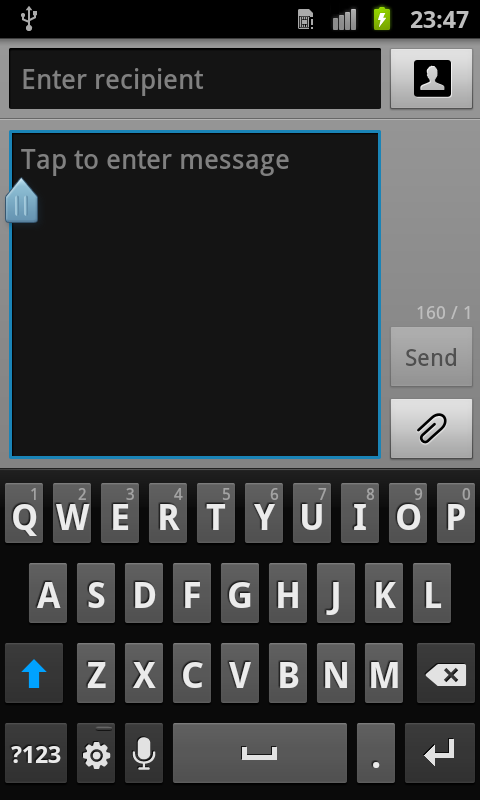 23:47
Enter recipient
Tap to enter message
160 / 1
Send
1 2 3 4 5 6 7 8 9 0
Q W E R T Y U I O P
A S D F G H J K L
Z X C V B N M
?123 .